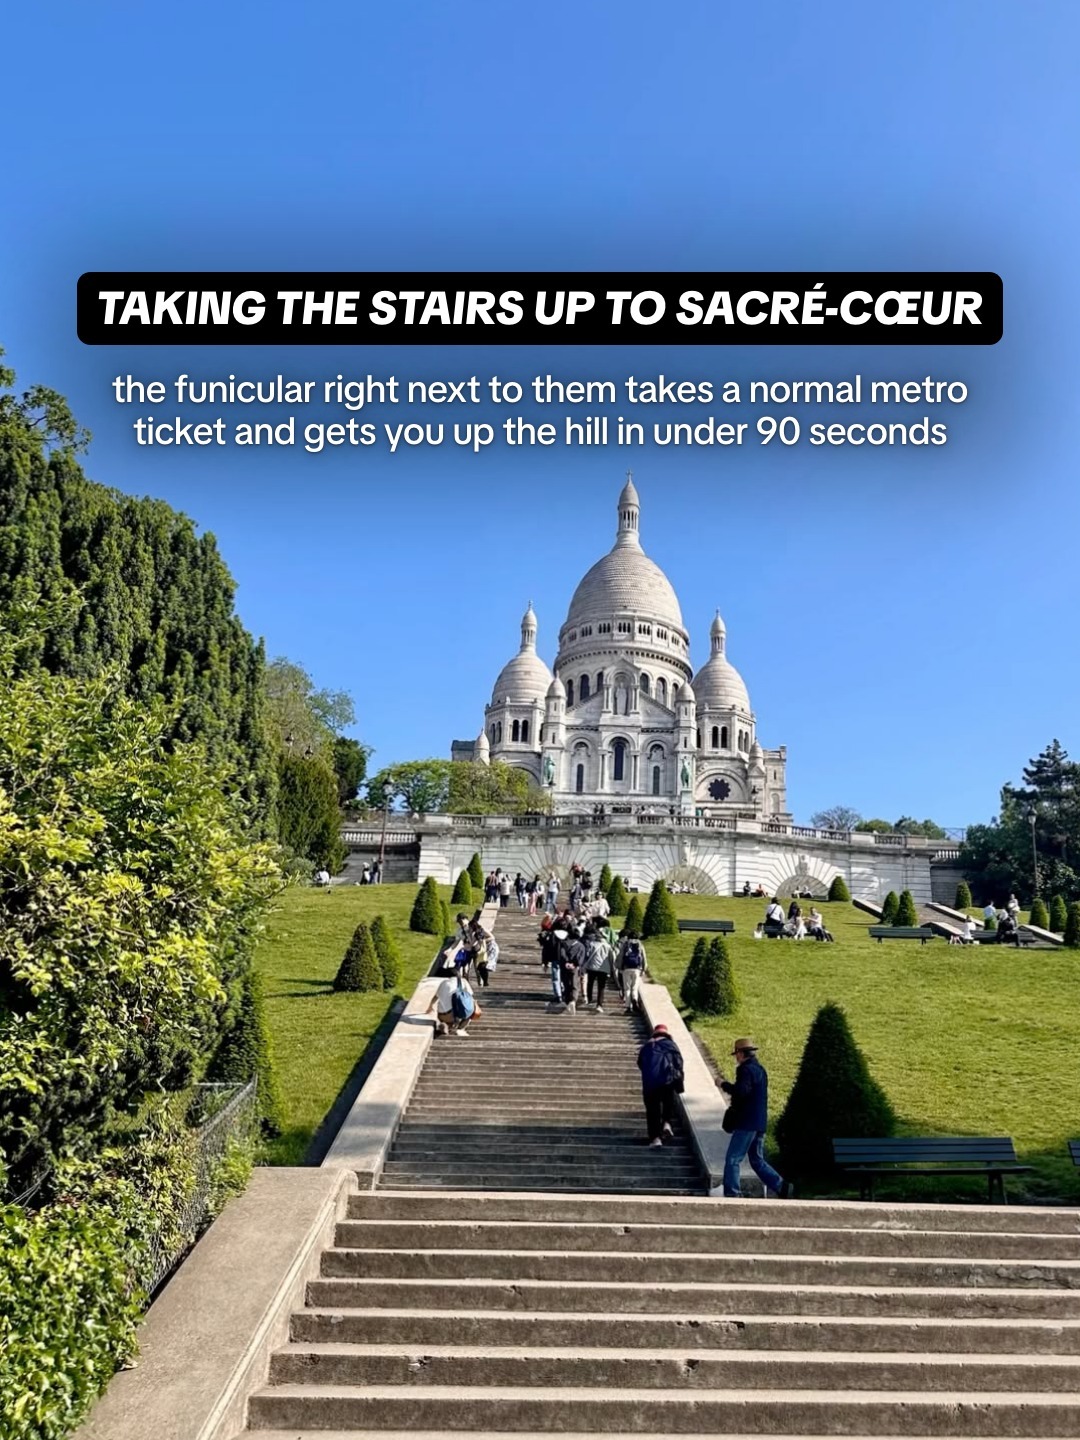 TAKING THE STAIRS UP TO SACRÉ-CŒUR
the funicular right next to them takes a normal metro
ticket and gets you up the hill in under 90 seconds